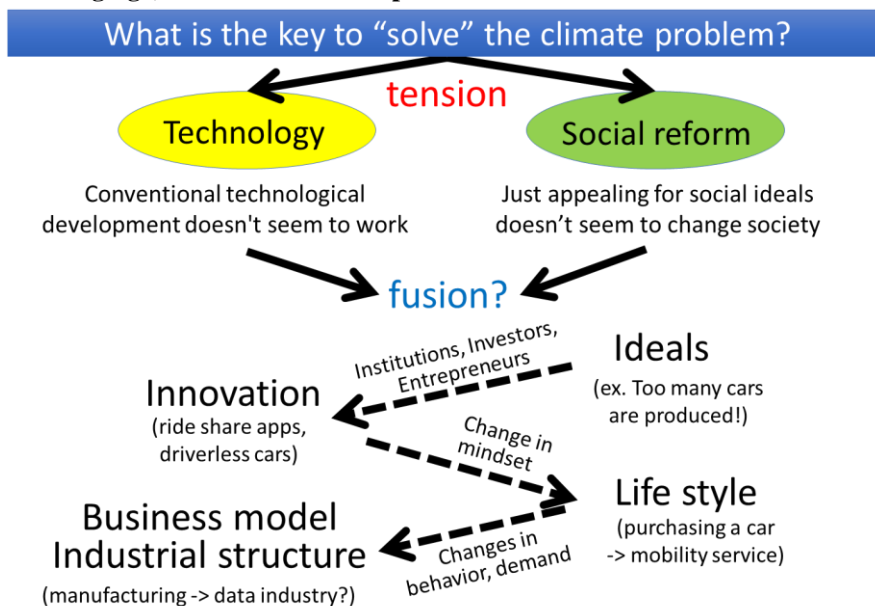 What is the key to “solve” the climate problem?
tension
Technology
Social reform
Conventional technological
development doesn't seem to work
Just appealing for social ideals
doesn’t seem to change society
fusion?
Institutions, Investors,
Entrepreneurs
Ideals
(ex. Too many cars
are produced!)
Innovation
(ride share apps,
driverless cars)
Change in
mindset
Life style
(purchasing a car
-> mobility service)
Business model
Industrial structure
(manufacturing -> data industry?)
Changes in
behavior, demand